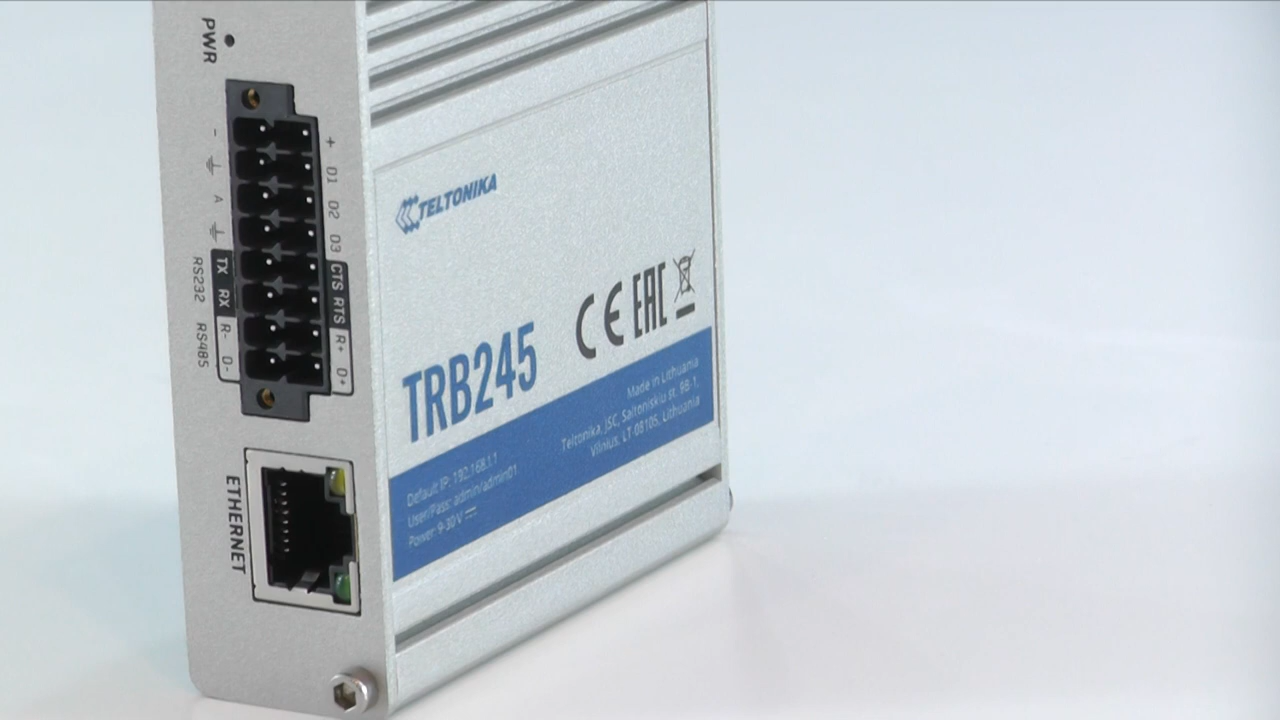 PWR
-
+
D1
A
D2
D3
TX RX
RS232
CTS RTS
R- D-
RS485
R+ D+
ETHERNET
TELTONIKA
CE EAC
TRB245
Default IP: 192.168.1.1
User/Pass: admin/admin01
Power: 9-30 V
Made in Lithuania
Teltonika, JSC, Saltoniskiu st. 9B-1,
Vilnius, LT-08105, Lithuania